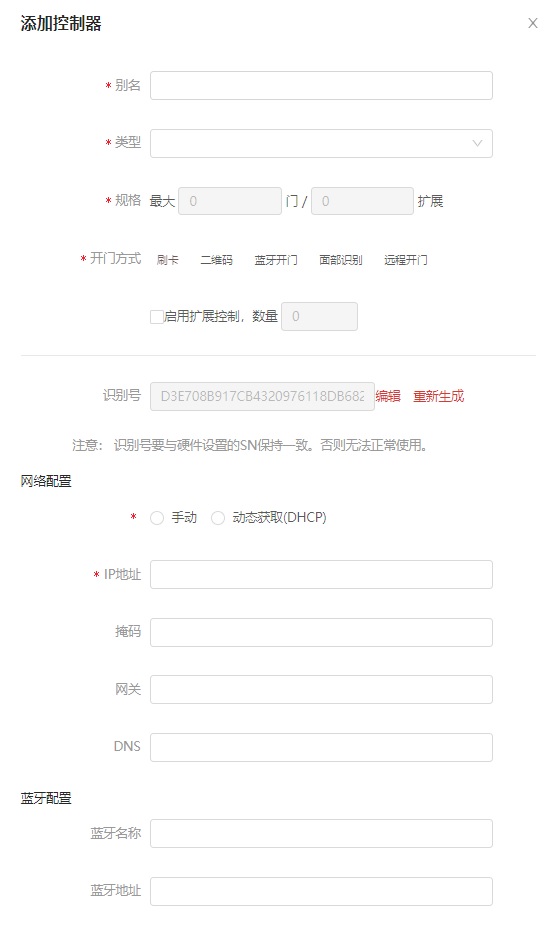 添加控制器
* 别名
* 类型
* 规格 最大 0 门 / 0 扩展
* 开门方式 刷卡 二维码 蓝牙开门 面部识别 远程开门
启用扩展控制，数量 0
识别号 D3E708B917CB4320976118DB682 编辑 重新生成
注意： 识别号要与硬件设置的SN保持一致。否则无法正常使用。
网络配置
* 手动 动态获取(DHCP)
* IP地址
掩码
网关
DNS
蓝牙配置
蓝牙名称
蓝牙地址